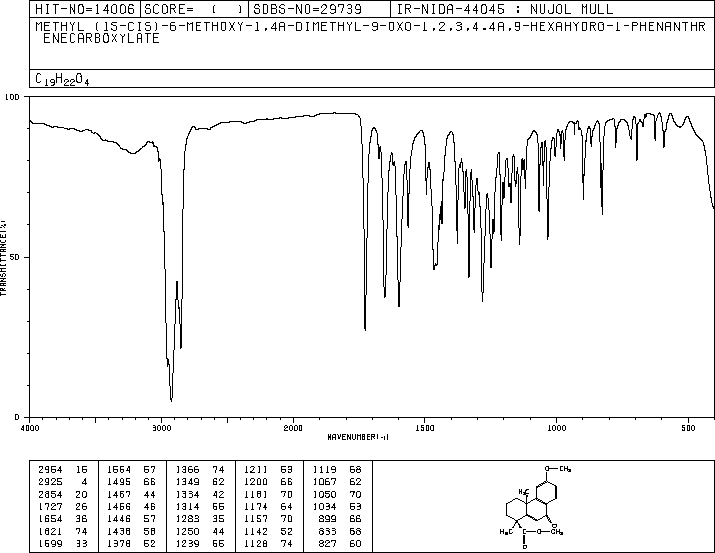 HIT-NO=14006 SCORE= ( ) SDBS-NO=29739 IR-NIDA-44045 : NUJOL MULL
METHYL (1S-CIS)-6-METHOXY-1,4A-DIMETHYL-9-OXO-1,2,3,4,4A,9-HEXAHYDRO-1-PHENANTHR
ENECARBOXYLATE
C19H22O4
100
50
0
TRANSMITTANCE(%)
4000 3000 2000 1500 1000 500
WAVENUMBER(-1)
2954 15 1564 57 1366 74 1211 53 1119 68
2925 4 1495 66 1349 62 1200 66 1067 62
2854 20 1467 44 1334 42 1181 70 1050 70
1727 26 1456 46 1314 55 1174 64 1034 53
1654 36 1446 57 1283 35 1157 70 899 66
1621 74 1438 58 1250 44 1142 52 833 58
1599 33 1378 52 1239 55 1128 74 827 60
O—CH3
H3C
O
H3C
C—O—CH3
O